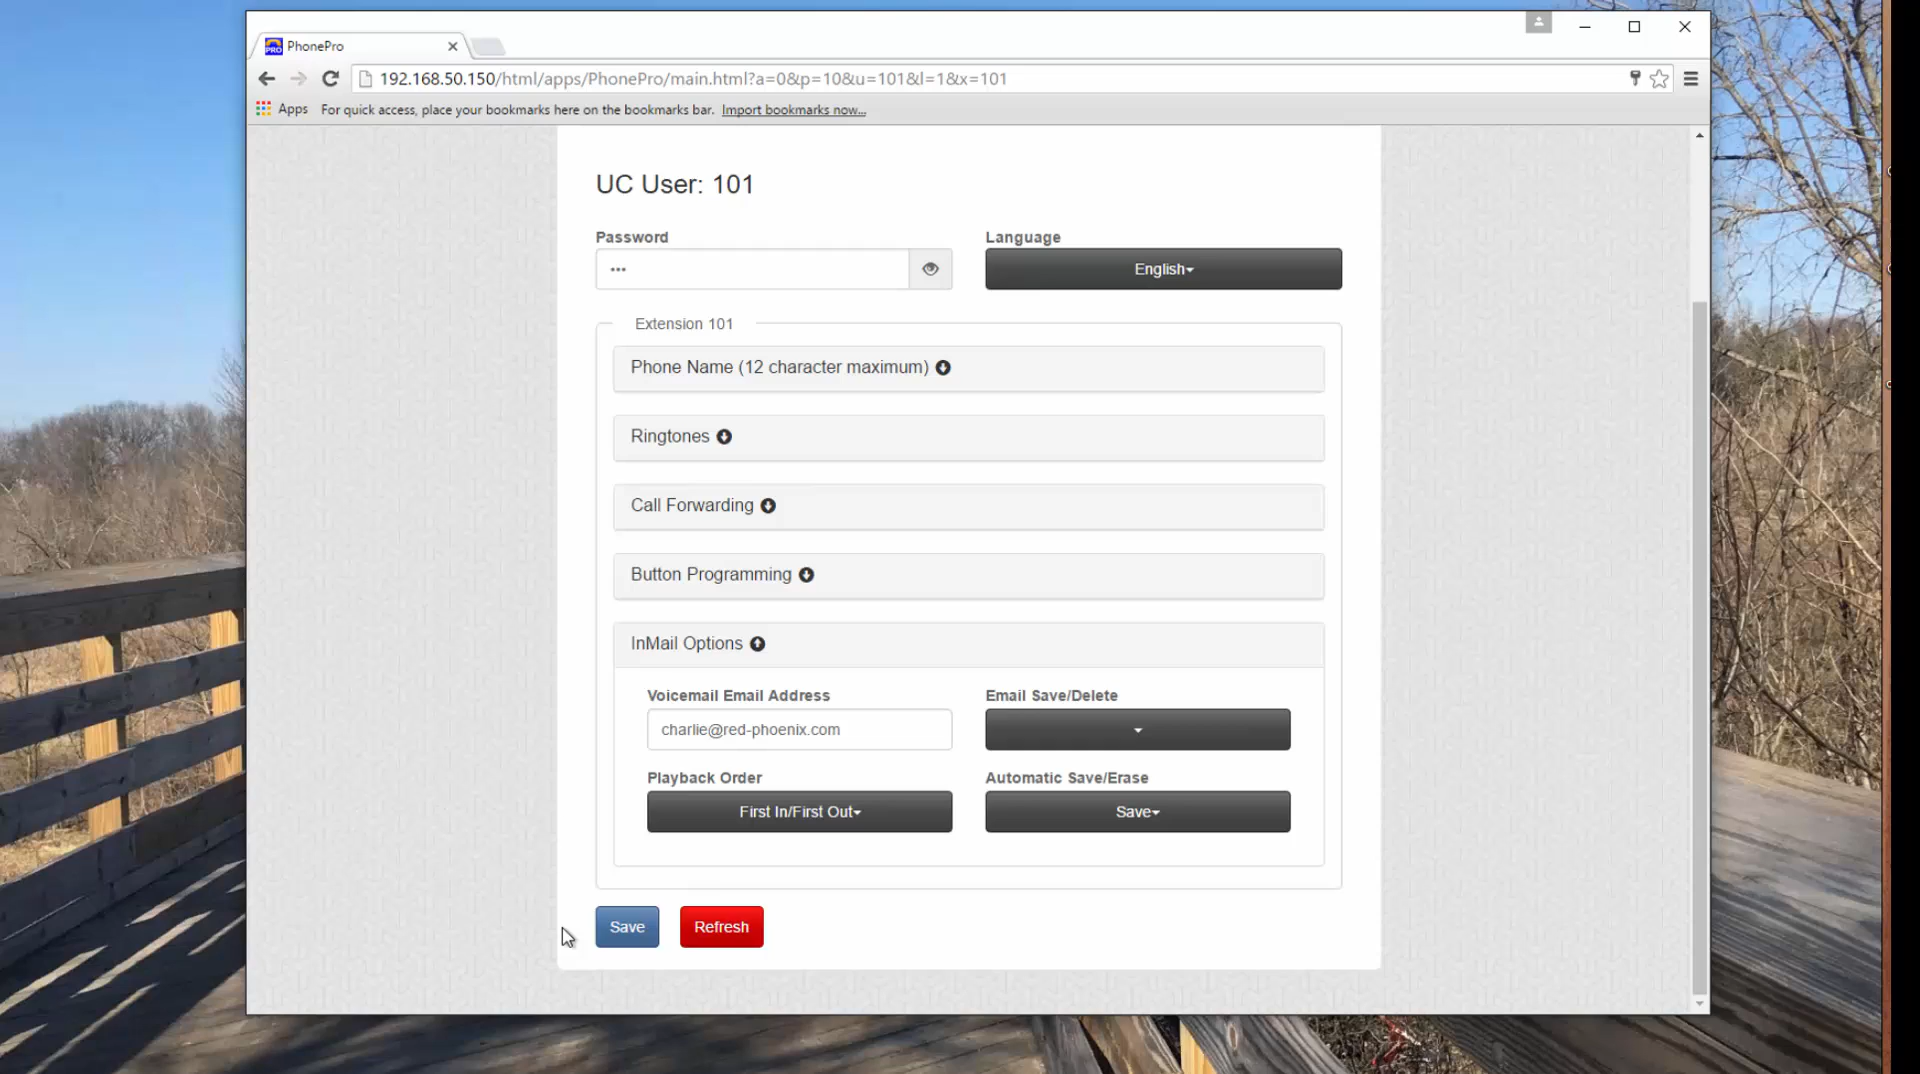 PhonePro
192.168.50.150/html/apps/PhonePro/main.html?a=0&p=10&u=101&l=1&x=101
Apps For quick access, place your bookmarks here on the bookmarks bar. Import bookmarks now...
UC User: 101
Password Language
••• English
Extension 101
Phone Name (12 character maximum)
Ringtones
Call Forwarding
Button Programming
InMail Options
Voicemail Email Address Email Save/Delete
charlie@red-phoenix.com
Playback Order Automatic Save/Erase
First In/First Out Save
Save Refresh